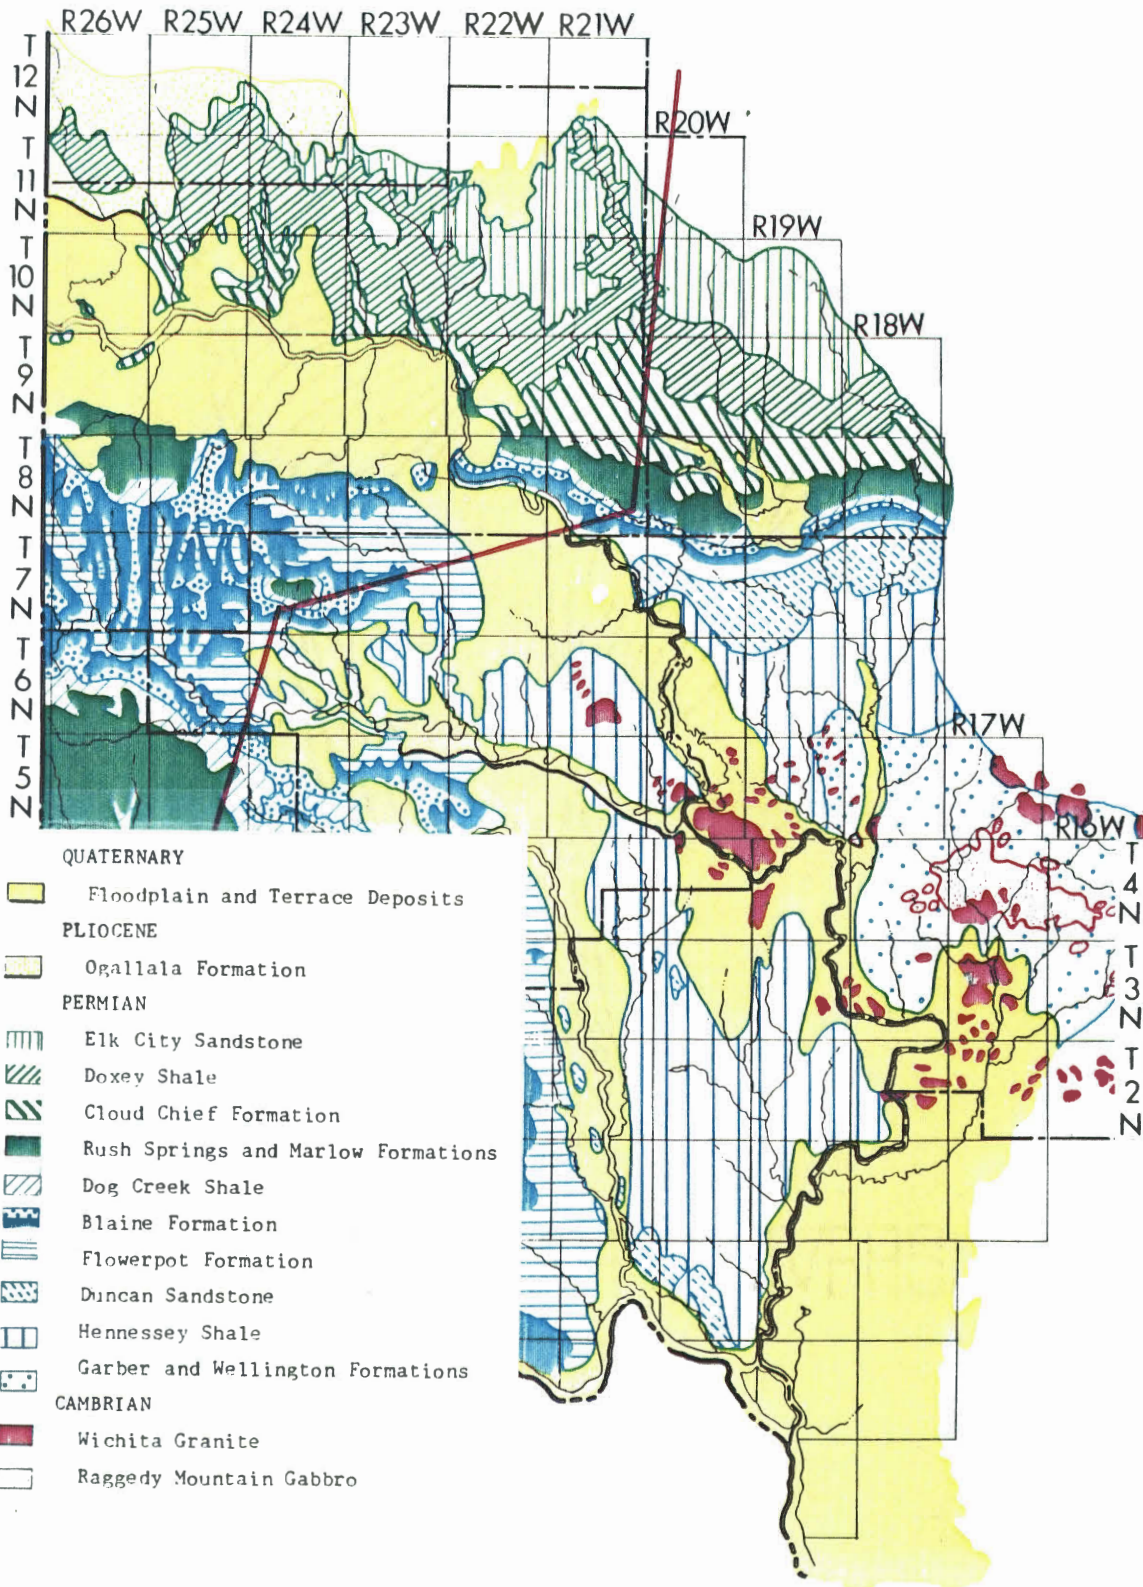 R26W R25W R24W R23W R22W R21W
T
12
N
R20W
T
11
N
R19W
T
10
N
R18W
T
9
N
T
8
N
T
7
N
T
6
N
R17W
T
5
N
R16W
T
4
N
T
3
N
T
2
N
QUATERNARY
Floodplain and Terrace Deposits
PLIOCENE
Ogallala Formation
PERMIAN
Elk City Sandstone
Doxey Shale
Cloud Chief Formation
Rush Springs and Marlow Formations
Dog Creek Shale
Blaine Formation
Flowerpot Formation
Duncan Sandstone
Hennessey Shale
Garber and Wellington Formations
CAMBRIAN
Wichita Granite
Raggedy Mountain Gabbro